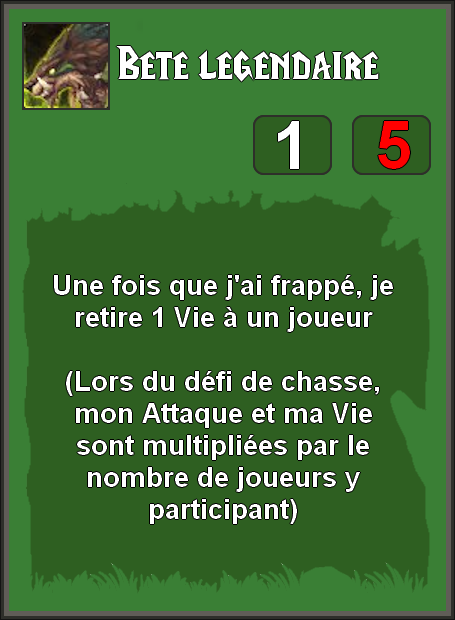 BETE LEGENDAIRE
1 5
Une fois que j'ai frappé, je
retire 1 Vie à un joueur
(Lors du défi de chasse,
mon Attaque et ma Vie
sont multipliées par le
nombre de joueurs y
participant)